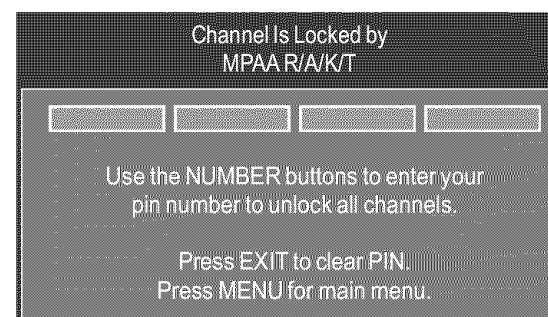 Channel Is Locked by
MPAA R/A/K/T
Use the NUMBER buttons to enter your
pin number to unlock all channels.
Press EXIT to clear PIN.
Press MENU for main menu.